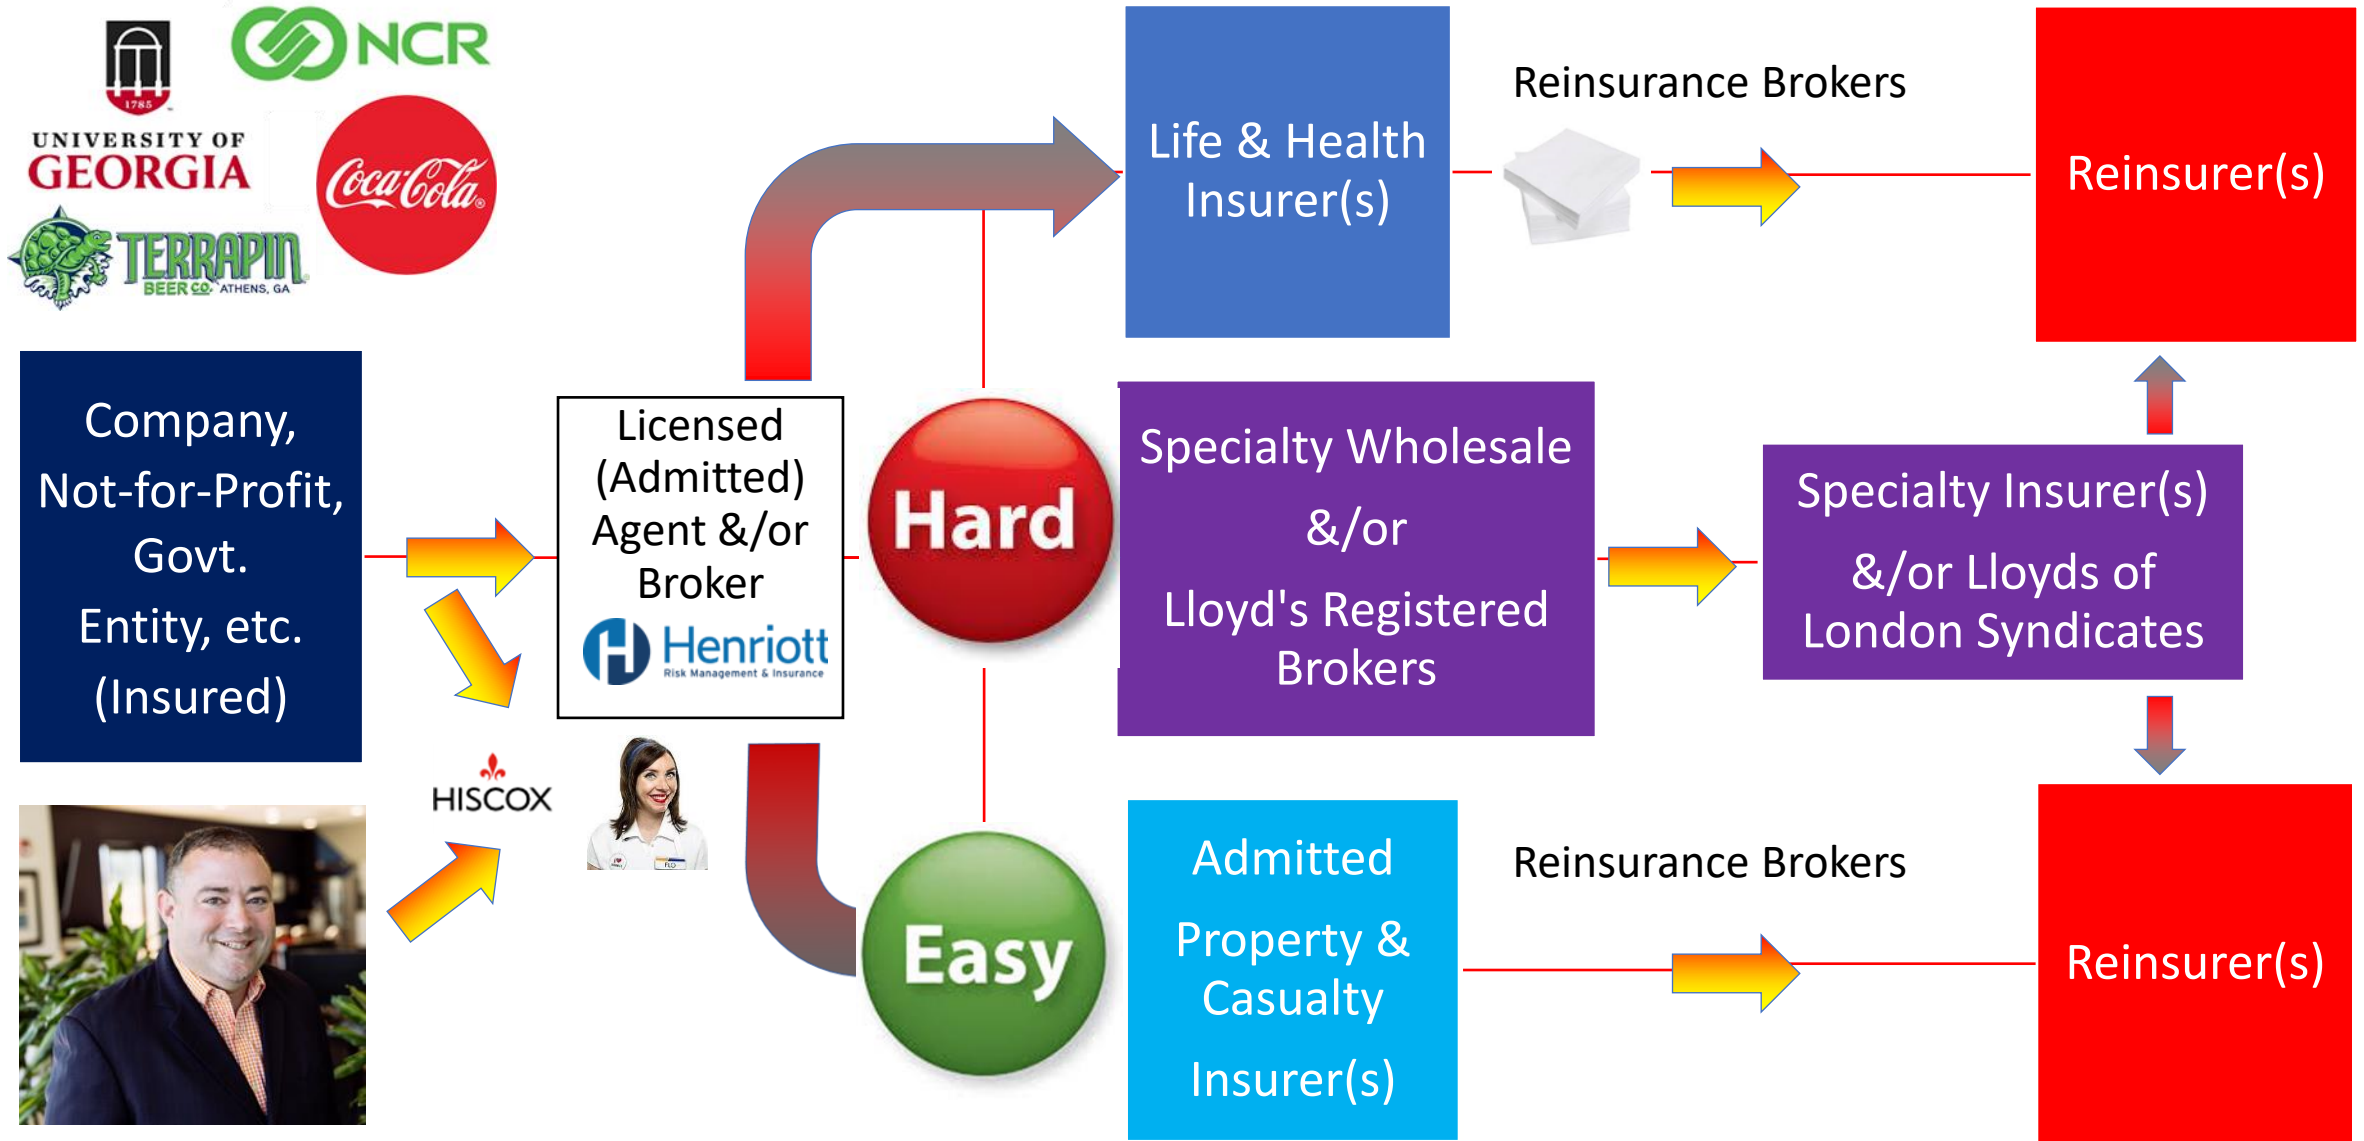 1785
UNIVERSITY OF
GEORGIA
NCR
Coca-Cola
TERRAPIN
BEER CO. ATHENS, GA
Company,
Not-for-Profit,
Govt.
Entity, etc.
(Insured)
HISCOX
Licensed
(Admitted)
Agent &/or
Broker
Henriott
Risk Management & Insurance
FLO
Hard
Easy
Life & Health
Insurer(s)
Reinsurance Brokers
Reinsurer(s)
Specialty Wholesale
&/or
Lloyd's Registered
Brokers
Specialty Insurer(s)
&/or Lloyds of
London Syndicates
Admitted
Property &
Casualty
Insurer(s)
Reinsurance Brokers
Reinsurer(s)